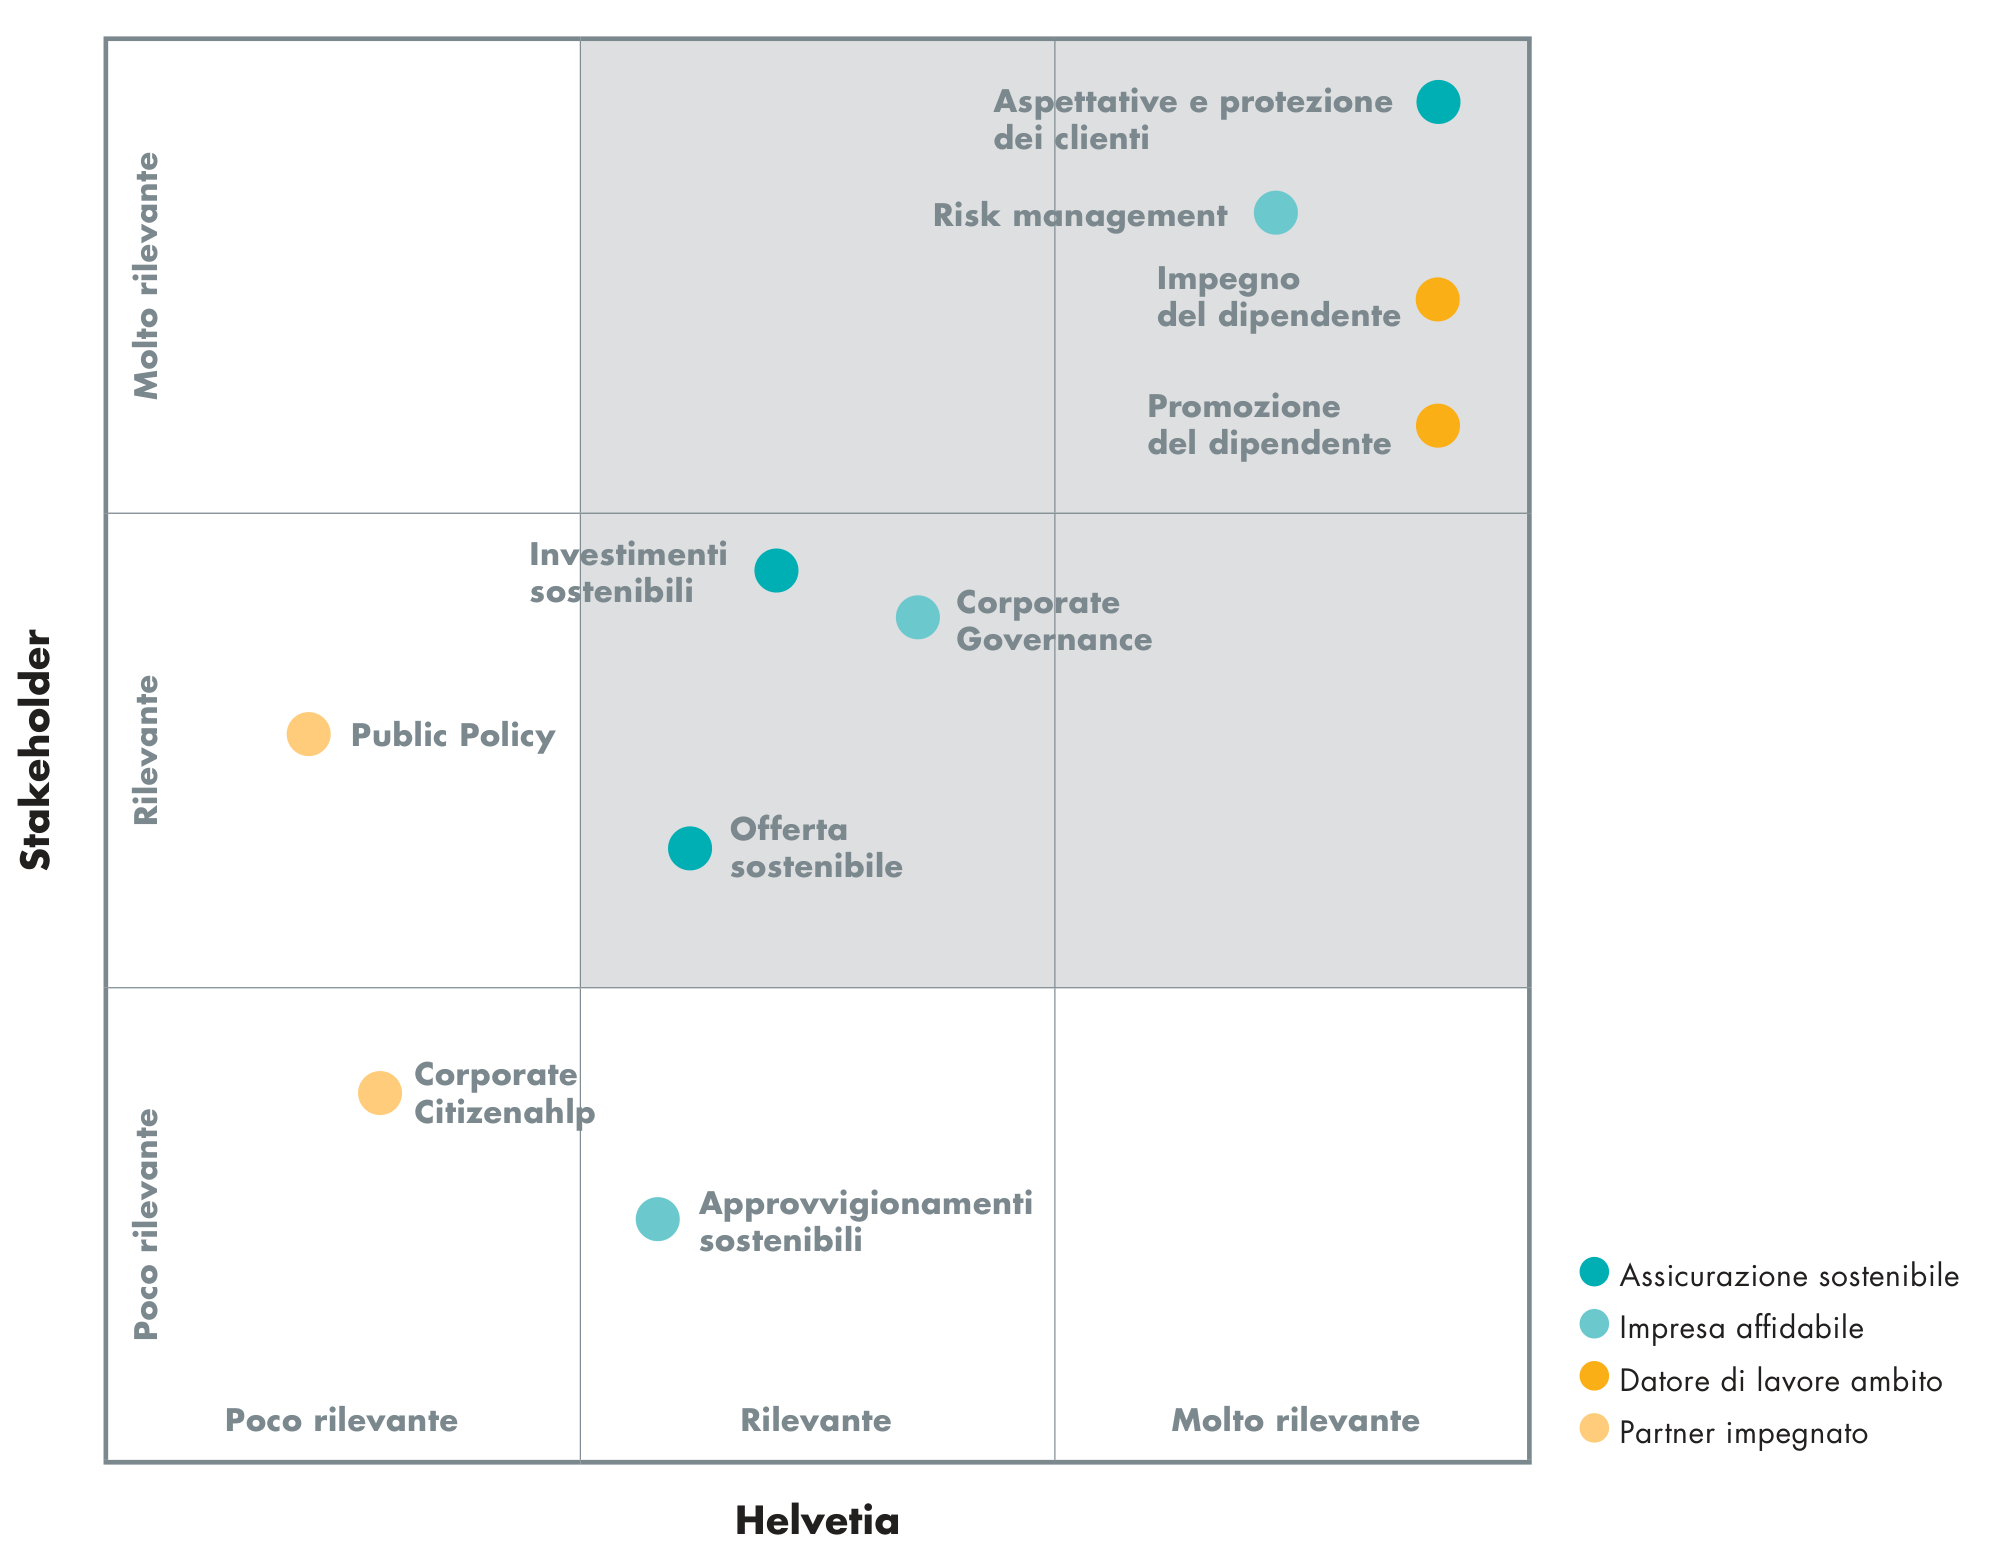 Aspettative e protezione
dei clienti
Risk management
Impegno
del dipendente
Promozione
del dipendente
Molto rilevante
Investimenti
sostenibili
Corporate
Governance
Public Policy
Offerta
sostenibile
Rilevante
Stakeholder
Corporate
Citizenahlp
Approvvigionamenti
sostenibili
Poco rilevante
Poco rilevante
Rilevante
Molto rilevante
Helvetia
Assicurazione sostenibile
Impresa affidabile
Datore di lavore ambito
Partner impegnato